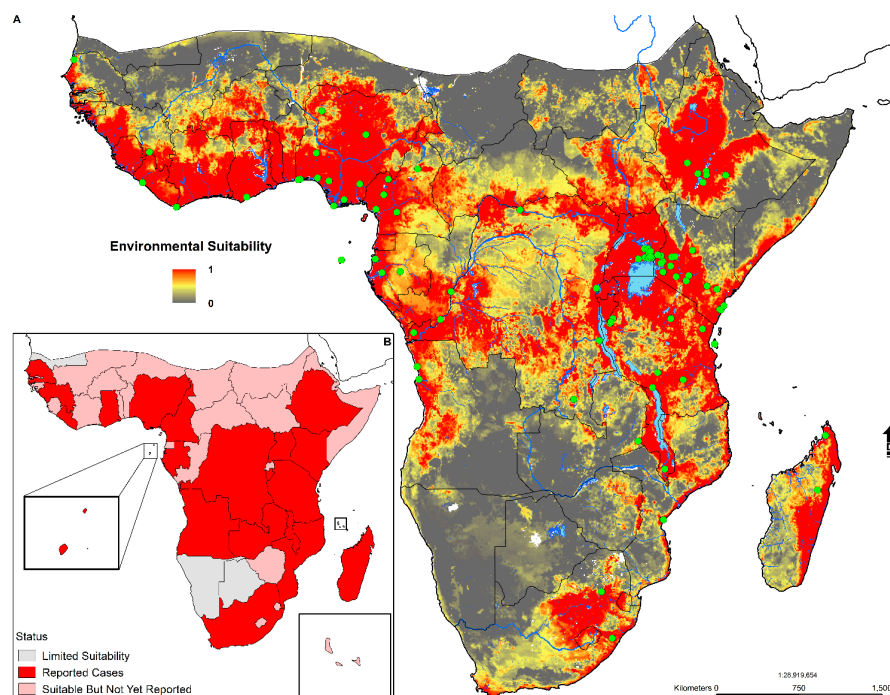 A
Environmental Suitability
1
0
B
Status
Limited Suitability
Reported Cases
Suitable But Not Yet Reported
1:28,919,654
Kilometers 0 750 1,500